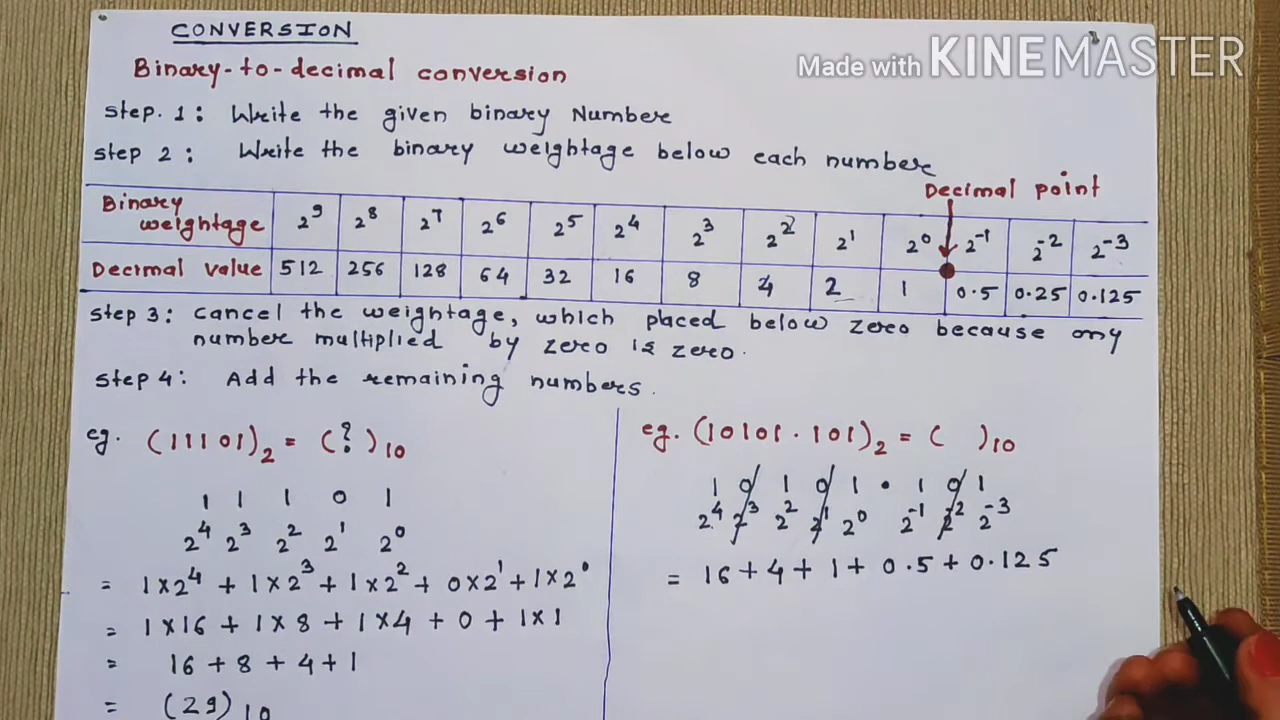 CONVERSION
Made with KINEMASTER
Binary-to-decimal conversion
Step.1: Write the given binary Number
Step 2: Write the binary weightage below each number
Decimal point
Binary weightage 2⁹ 2⁸ 2⁷ 2⁶ 2⁵ 2⁴ 2³ 2² 2¹ 2⁰ 2⁻¹ 2⁻² 2⁻³
Decimal value 512 256 128 64 32 16 8 4 2 1 0.5 0.25 0.125
Step 3: Cancel the weightage, which placed below zero because any
number multiplied by zero is zero.
Step 4: Add the remaining numbers.
eg. (11101)₂ = (?)₁₀
1 1 1 0 1
2⁴ 2³ 2² 2¹ 2⁰
= 1×2⁴ + 1×2³ + 1×2² + 0×2¹ + 1×2⁰
= 1×16 + 1×8 + 1×4 + 0 + 1×1
= 16 + 8 + 4 + 1
= (29)₁₀
eg. (10101.101)₂ = ( )₁₀
1 0 1 0 1 . 1 0 1
2⁴ 2³ 2² 2¹ 2⁰ 2⁻¹ 2⁻² 2⁻³
= 16 + 4 + 1 + 0.5 + 0.125